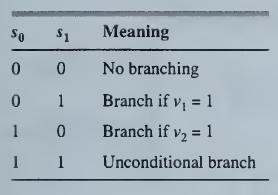 s₀ s₁ Meaning
0 0 No branching
0 1 Branch if v₁ = 1
1 0 Branch if v₂ = 1
1 1 Unconditional branch